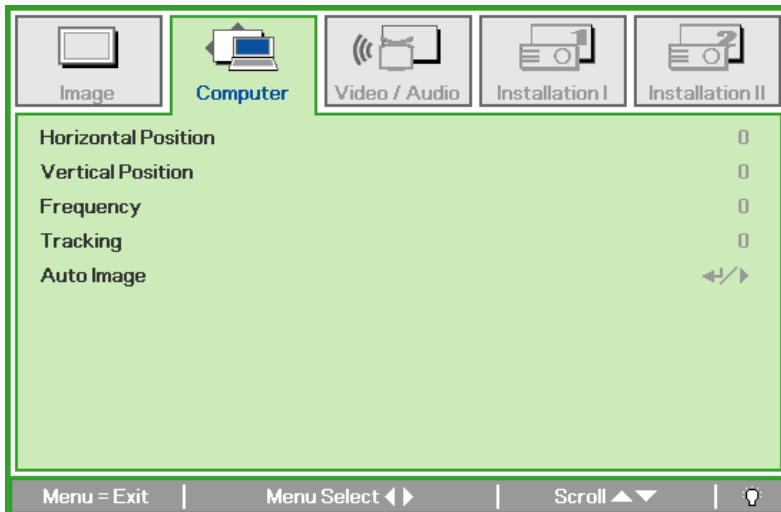 Image Computer Video / Audio Installation I Installation II
Horizontal Position 0
Vertical Position 0
Frequency 0
Tracking 0
Auto Image
Menu = Exit Menu Select Scroll